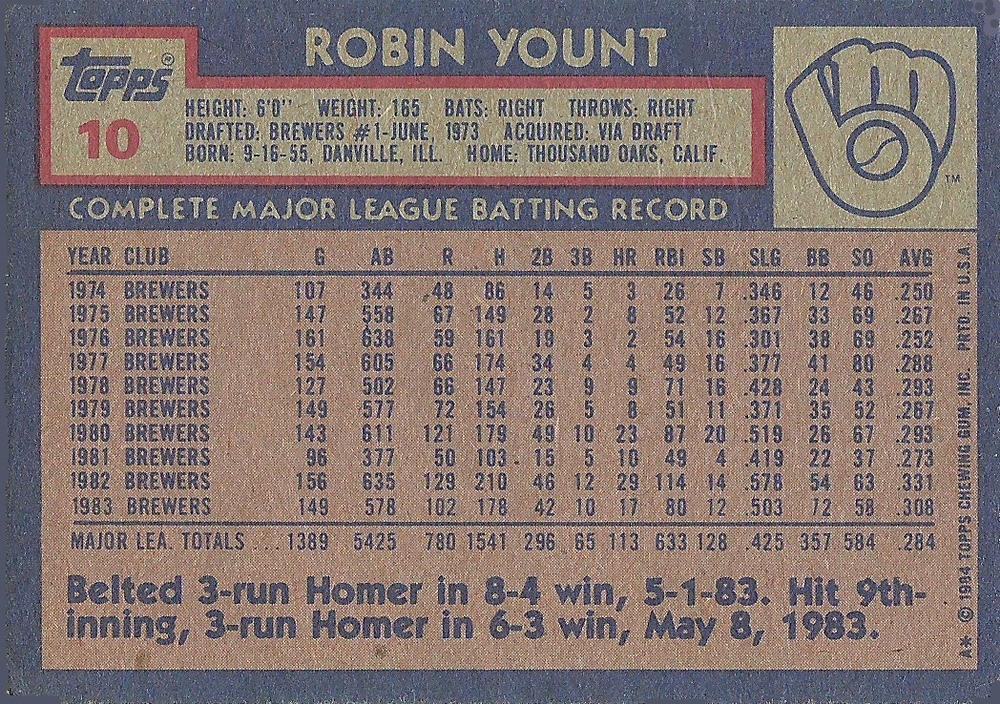 ROBIN YOUNT
Topps®
10
HEIGHT: 6'0" WEIGHT: 165 BATS: RIGHT THROWS: RIGHT
DRAFTED: BREWERS #1-JUNE, 1973 ACQUIRED: VIA DRAFT
BORN: 9-16-55, DANVILLE, ILL. HOME: THOUSAND OAKS, CALIF.
TM
COMPLETE MAJOR LEAGUE BATTING RECORD
YEAR CLUB G AB R H 2B 3B HR RBI SB SLG BB SO AVG
1974 BREWERS 107 344 48 86 14 5 3 26 7 .346 12 46 .250
1975 BREWERS 147 558 67 149 28 2 8 52 12 .367 33 69 .267
1976 BREWERS 161 638 59 161 19 3 2 54 16 .301 38 69 .252
1977 BREWERS 154 605 66 174 34 4 4 49 16 .377 41 80 .288
1978 BREWERS 127 502 66 147 23 9 9 71 16 .428 24 43 .293
1979 BREWERS 149 577 72 154 26 5 8 51 11 .371 35 52 .267
1980 BREWERS 143 611 121 179 49 10 23 87 20 .519 26 67 .293
1981 BREWERS 96 377 50 103 15 5 10 49 4 .419 22 37 .273
1982 BREWERS 156 635 129 210 46 12 29 114 14 .578 54 63 .331
1983 BREWERS 149 578 102 178 42 10 17 80 12 .503 72 58 .308
MAJOR LEA. TOTALS ... 1389 5425 780 1541 296 65 113 633 128 .425 357 584 .284
Belted 3-run Homer in 8-4 win, 5-1-83. Hit 9th-
inning, 3-run Homer in 6-3 win, May 8, 1983.
A* © 1984 TOPPS CHEWING GUM, INC. PRTD. IN U.S.A.